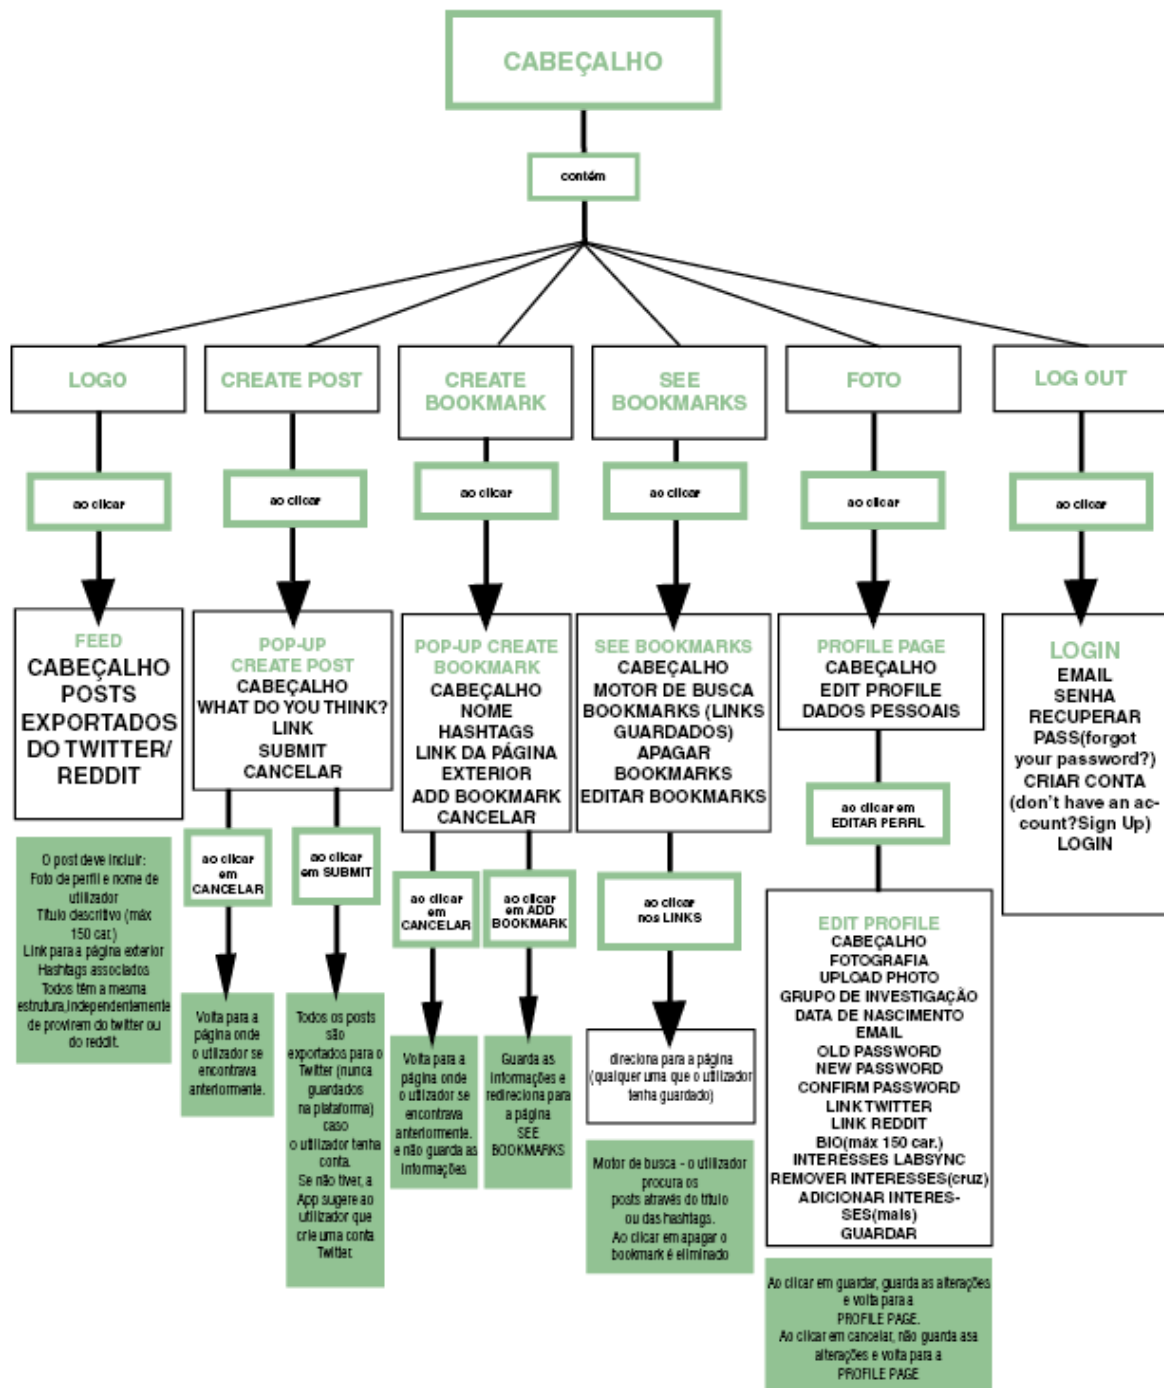 CABEÇALHO
contém
LOGO
CREATE POST
CREATE
BOOKMARK
SEE
BOOKMARKS
FOTO
LOG OUT
ao clicar
ao clicar
ao clicar
ao clicar
ao clicar
ao clicar
FEED
CABEÇALHO
POSTS
EXPORTADOS
DO TWITTER/
REDDIT
O post deve incluir:
Foto de perfil e nome de
utilizador
Título descritivo (máx
150 car.)
Link para a página exterior
Hashtags associados
Todos têm a mesma
estrutura,independentemente
de provirem do twitter ou
do reddit.
POP-UP
CREATE POST
CABEÇALHO
WHAT DO YOU THINK?
LINK
SUBMIT
CANCELAR
ao clicar
em
CANCELAR
ao clicar
em SUBMIT
Volta para a
página onde
o utlizador se
encontrava
anteriormente.
Todos os posts
são
exportados para o
Twitter (nunca
guardados
na plataforma)
caso
o utlizador tenha
conta.
Se não tiver, a
App sugere ao
utlizador que
crie uma conta
Twitter.
POP-UP CREATE
BOOKMARK
CABEÇALHO
NOME
HASHTAGS
LINK DA PÁGINA
EXTERIOR
ADD BOOKMARK
CANCELAR
ao clicar
em
CANCELAR
ao clicar
em ADD
BOOKMARK
Volta para a
página onde
o utlizador se
encontrava
anteriormente.
e não guarda as
informações
Guarda as
informações e
redireciona para
a página
SEE
BOOKMARKS
SEE BOOKMARKS
CABEÇALHO
MOTOR DE BUSCA
BOOKMARKS (LINKS
GUARDADOS)
APAGAR
BOOKMARKS
EDITAR BOOKMARKS
ao clicar
nos LINKS
direciona para a página
(qualquer uma que o utilizador
tenha guardado)
Motor de busca - o utilizador
procura os
posts através do título
ou das hashtags.
Ao clicar em apagar o
bookmark é eliminado
PROFILE PAGE
CABEÇALHO
EDIT PROFILE
DADOS PESSOAIS
ao clicar em
EDITAR PERRL
EDIT PROFILE
CABEÇALHO
FOTOGRAFIA
UPLOAD PHOTO
GRUPO DE INVESTIGAÇÃO
DATA DE NASCIMENTO
EMAIL
OLD PASSWORD
NEW PASSWORD
CONFIRM PASSWORD
LINK TWITTER
LINK REDDIT
BIO(máx 150 car.)
INTERESSES LABSYNC
REMOVER INTERESSES(cruz)
ADICIONAR INTERES-
SES(mais)
GUARDAR
Ao clicar em guardar, guarda as alterações
e volta para a
PROFILE PAGE.
Ao clicar em cancelar, não guarda asa
alterações e volta para a
PROFILE PAGE
LOGIN
EMAIL
SENHA
RECUPERAR
PASS(forgot
your password?)
CRIAR CONTA
(don't have an ac-
count?Sign Up)
LOGIN